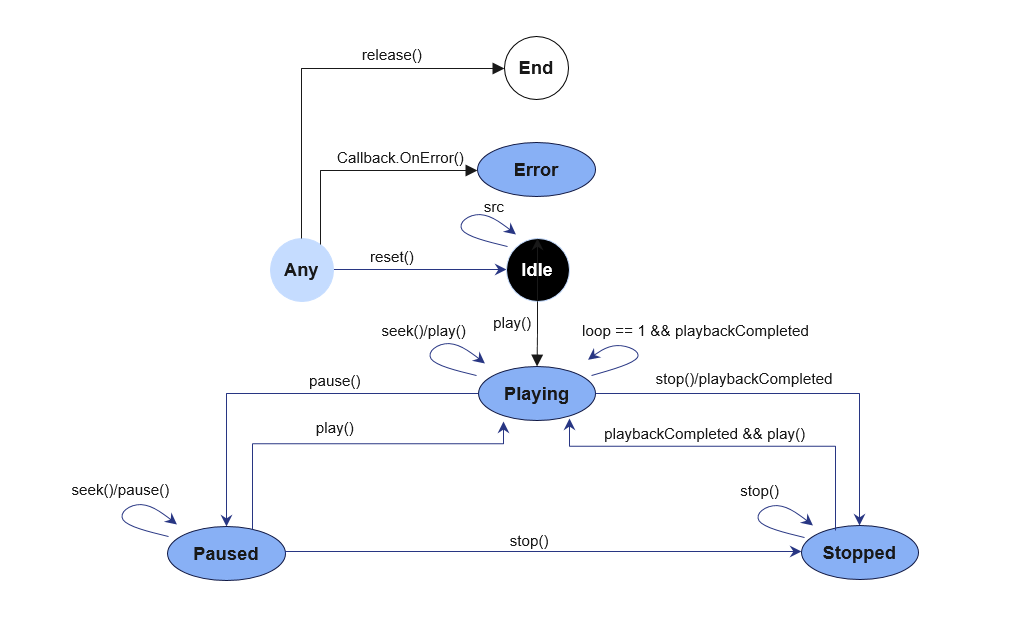 release()
End
Callback.OnError()
Error
src
Any
reset()
Idle
seek()/play()
play()
loop == 1 && playbackCompleted
pause()
Playing
stop()/playbackCompleted
play()
playbackCompleted && play()
seek()/pause()
stop()
Paused
stop()
Stopped